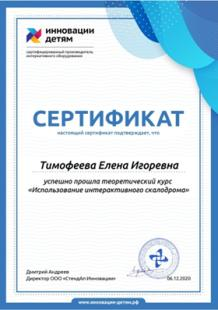 ИННОВАЦИИ
ДЕТЯМ
сертифицированный производитель
интерактивного оборудования
СЕРТИФИКАТ
настоящий сертификат подтверждает, что
Тимофеева Елена Игоревна
успешно прошла теоретический курс
«Использование интерактивного скалодрома»
Дмитрий Андреев
Директор ООО «СтендАп Инновации»
06.12.2020
www.инновации-детям.рф